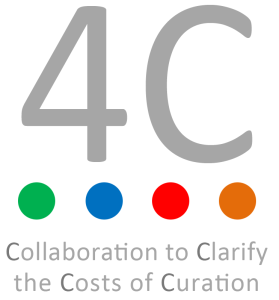 4C
Collaboration to Clarify
the Costs of Curation